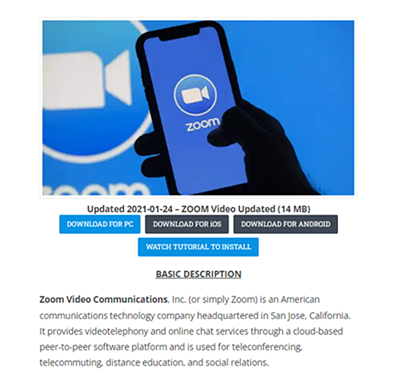 zoom
zoom
Updated 2021-01-24 – ZOOM Video Updated (14 MB)
DOWNLOAD FOR PC DOWNLOAD FOR iOS DOWNLOAD FOR ANDROID
WATCH TUTORIAL TO INSTALL
BASIC DESCRIPTION
Zoom Video Communications, Inc. (or simply Zoom) is an American
communications technology company headquartered in San Jose, California.
It provides videotelephony and online chat services through a cloud-based
peer-to-peer software platform and is used for teleconferencing,
telecommuting, distance education, and social relations.